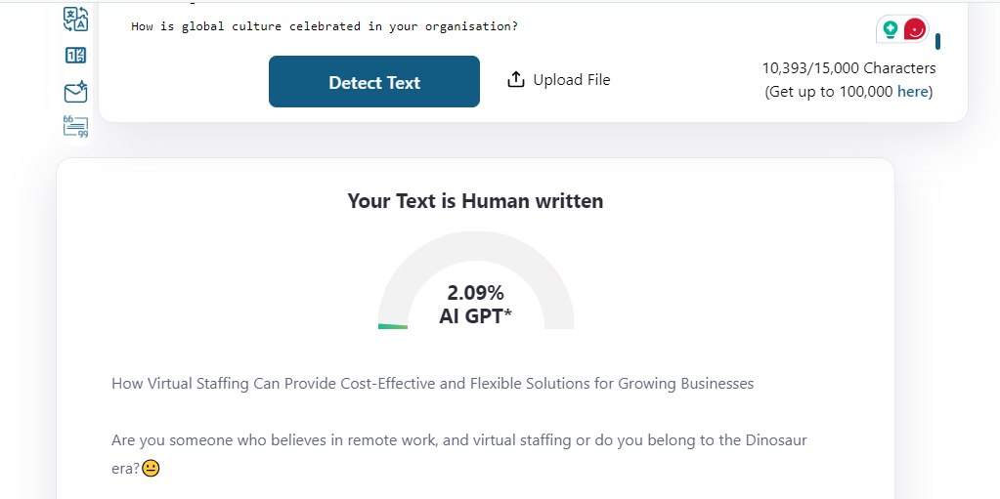 How is global culture celebrated in your organisation?
Detect Text
Upload File
10,393/15,000 Characters
(Get up to 100,000 here)
Your Text is Human written
2.09%
AI GPT*
How Virtual Staffing Can Provide Cost-Effective and Flexible Solutions for Growing Businesses
Are you someone who believes in remote work, and virtual staffing or do you belong to the Dinosaur
era?😐